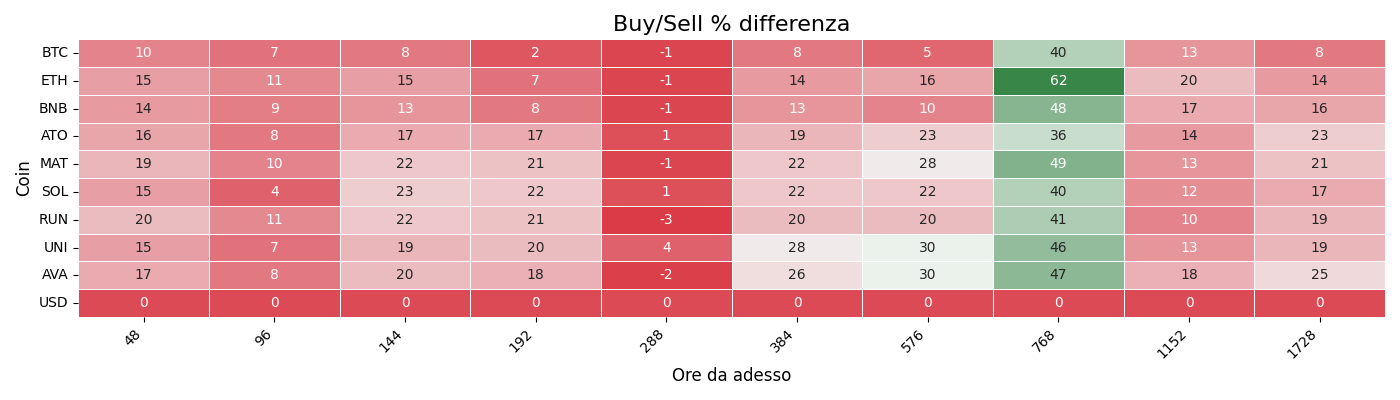 Buy/Sell % differenza
BTC 10 7 8 2 -1 8 5 40 13 8
ETH 15 11 15 7 -1 14 16 62 20 14
BNB 14 9 13 8 -1 13 10 48 17 16
ATO 16 8 17 17 1 19 23 36 14 23
MAT 19 10 22 21 -1 22 28 49 13 21
SOL 15 4 23 22 1 22 22 40 12 17
RUN 20 11 22 21 -3 20 20 41 10 19
UNI 15 7 19 20 4 28 30 46 13 19
AVA 17 8 20 18 -2 26 30 47 18 25
USD 0 0 0 0 0 0 0 0 0 0
Coin
48 96 144 192 288 384 576 768 1152 1728
Ore da adesso